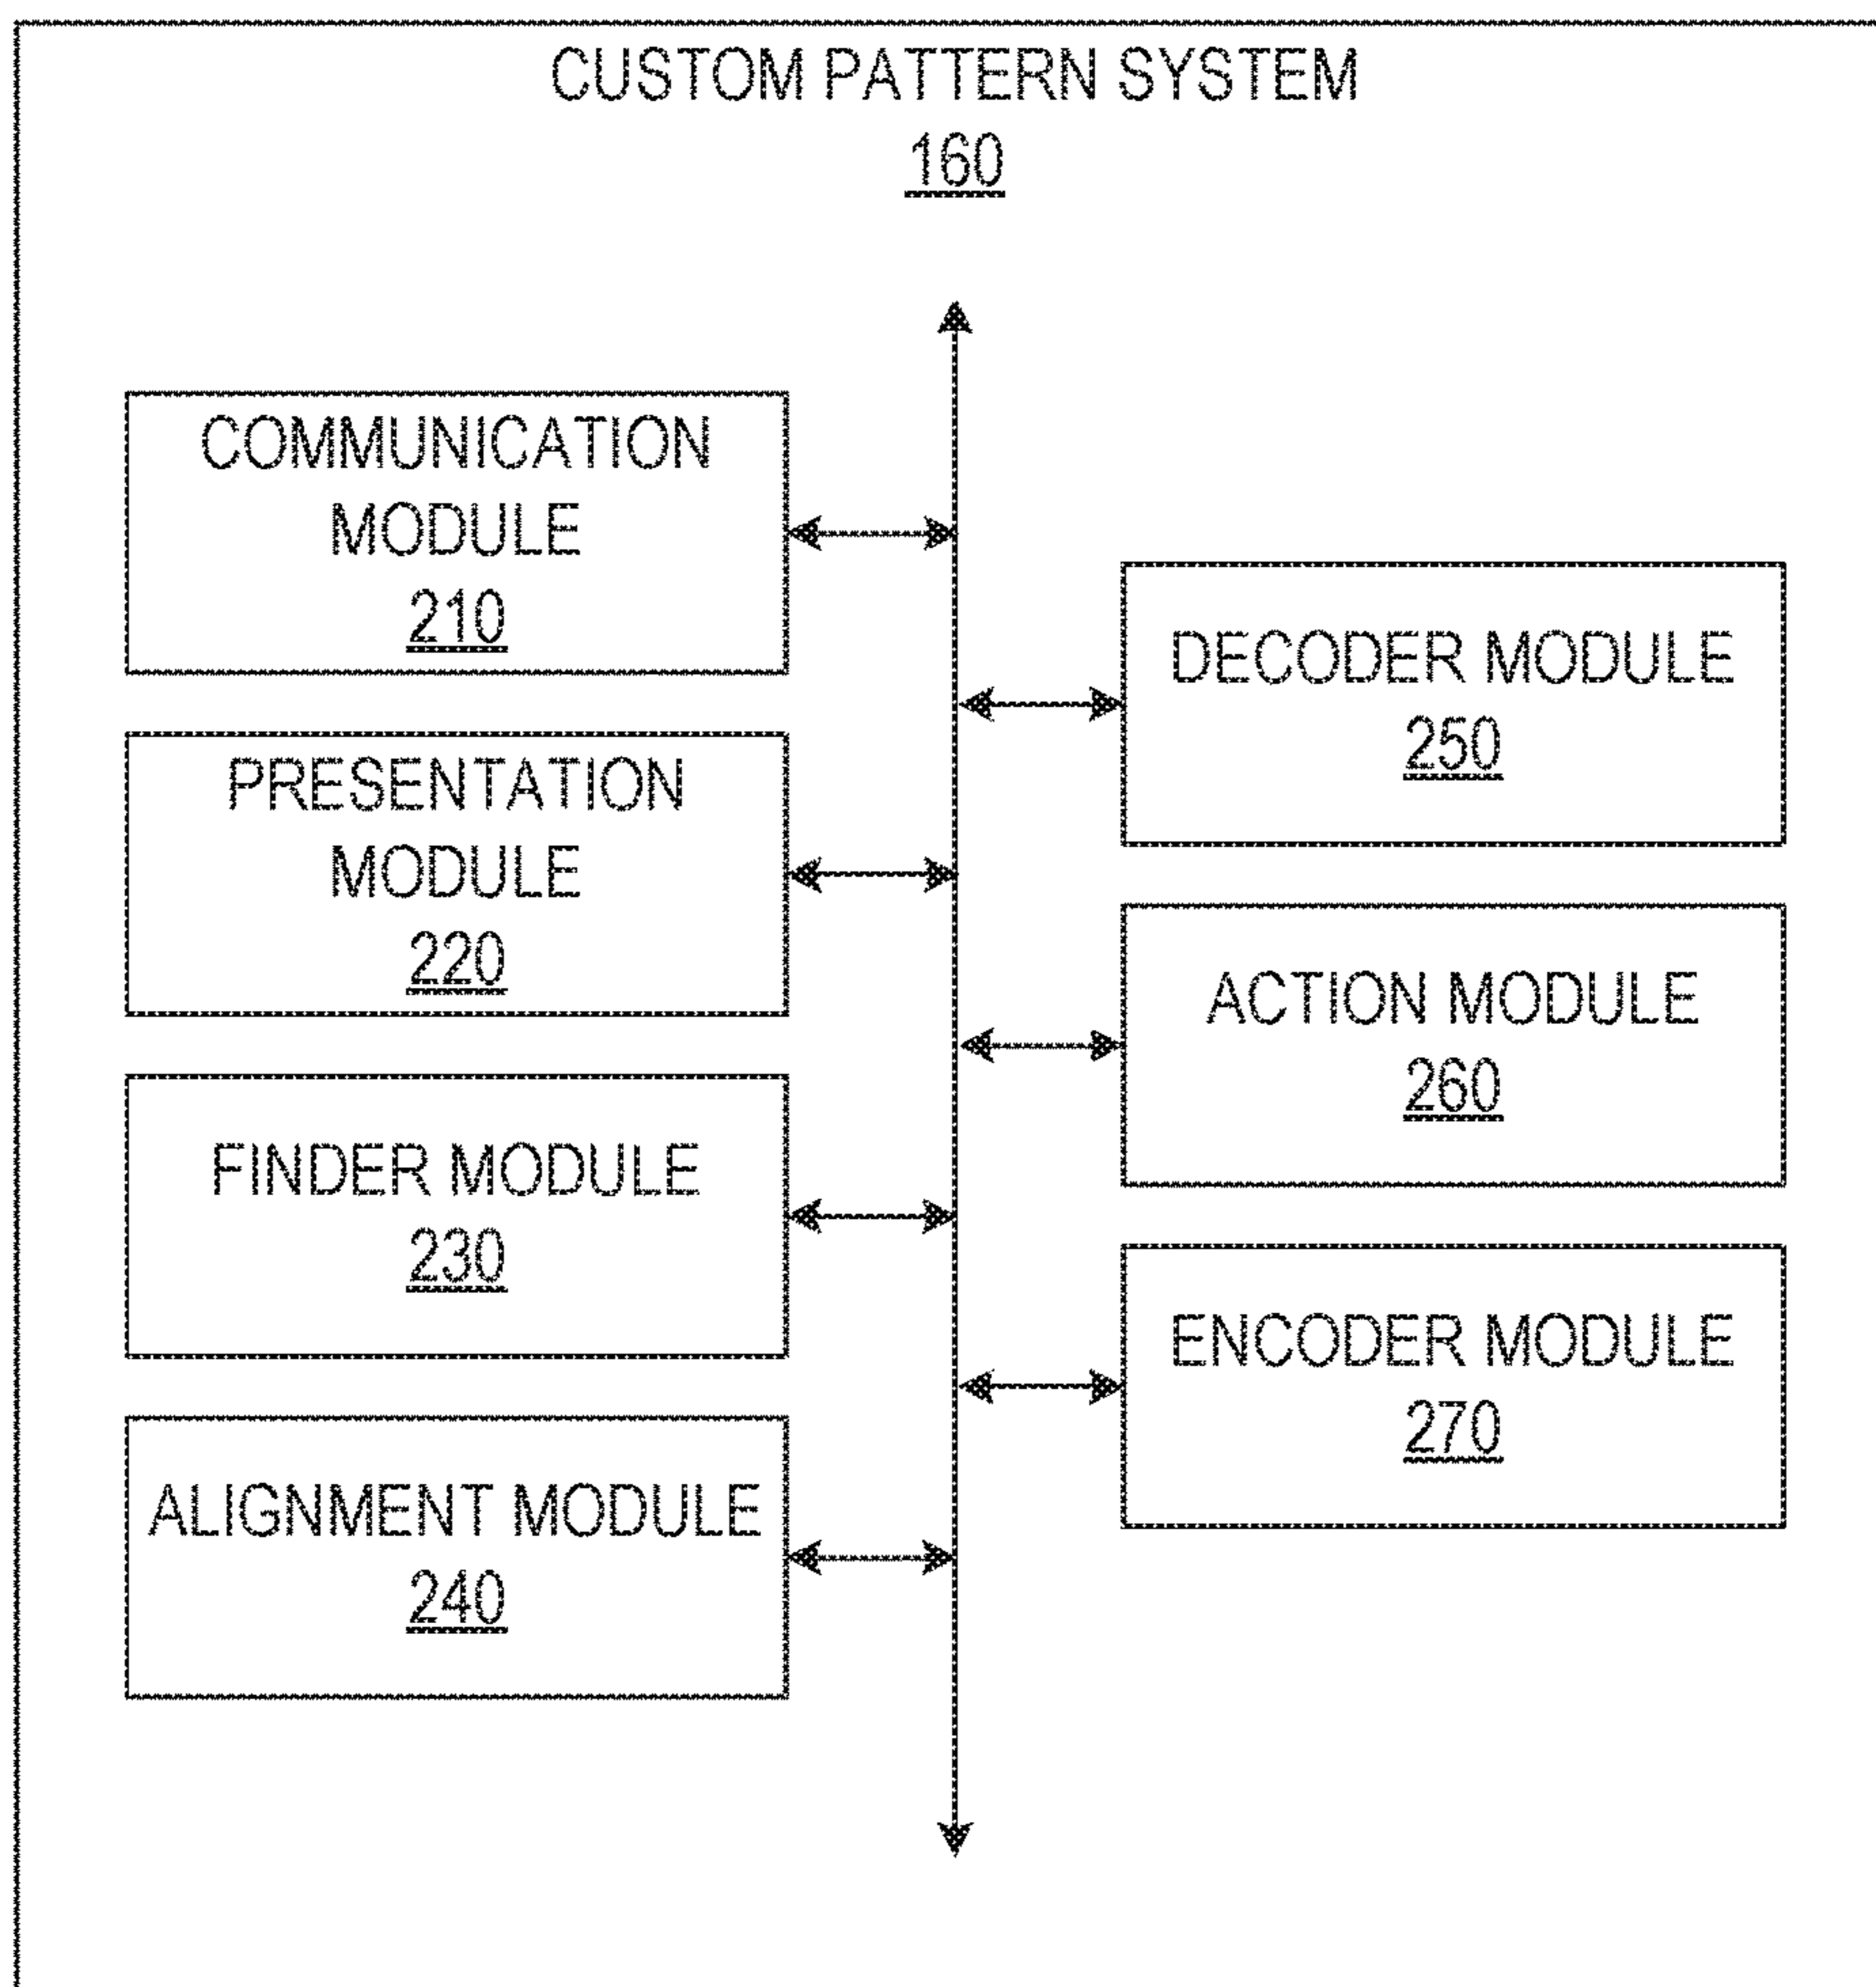 CUSTOM PATTERN SYSTEM
160
COMMUNICATION
MODULE
210
PRESENTATION
MODULE
220
FINDER MODULE
230
ALIGNMENT MODULE
240
DECODER MODULE
250
ACTION MODULE
260
ENCODER MODULE
270